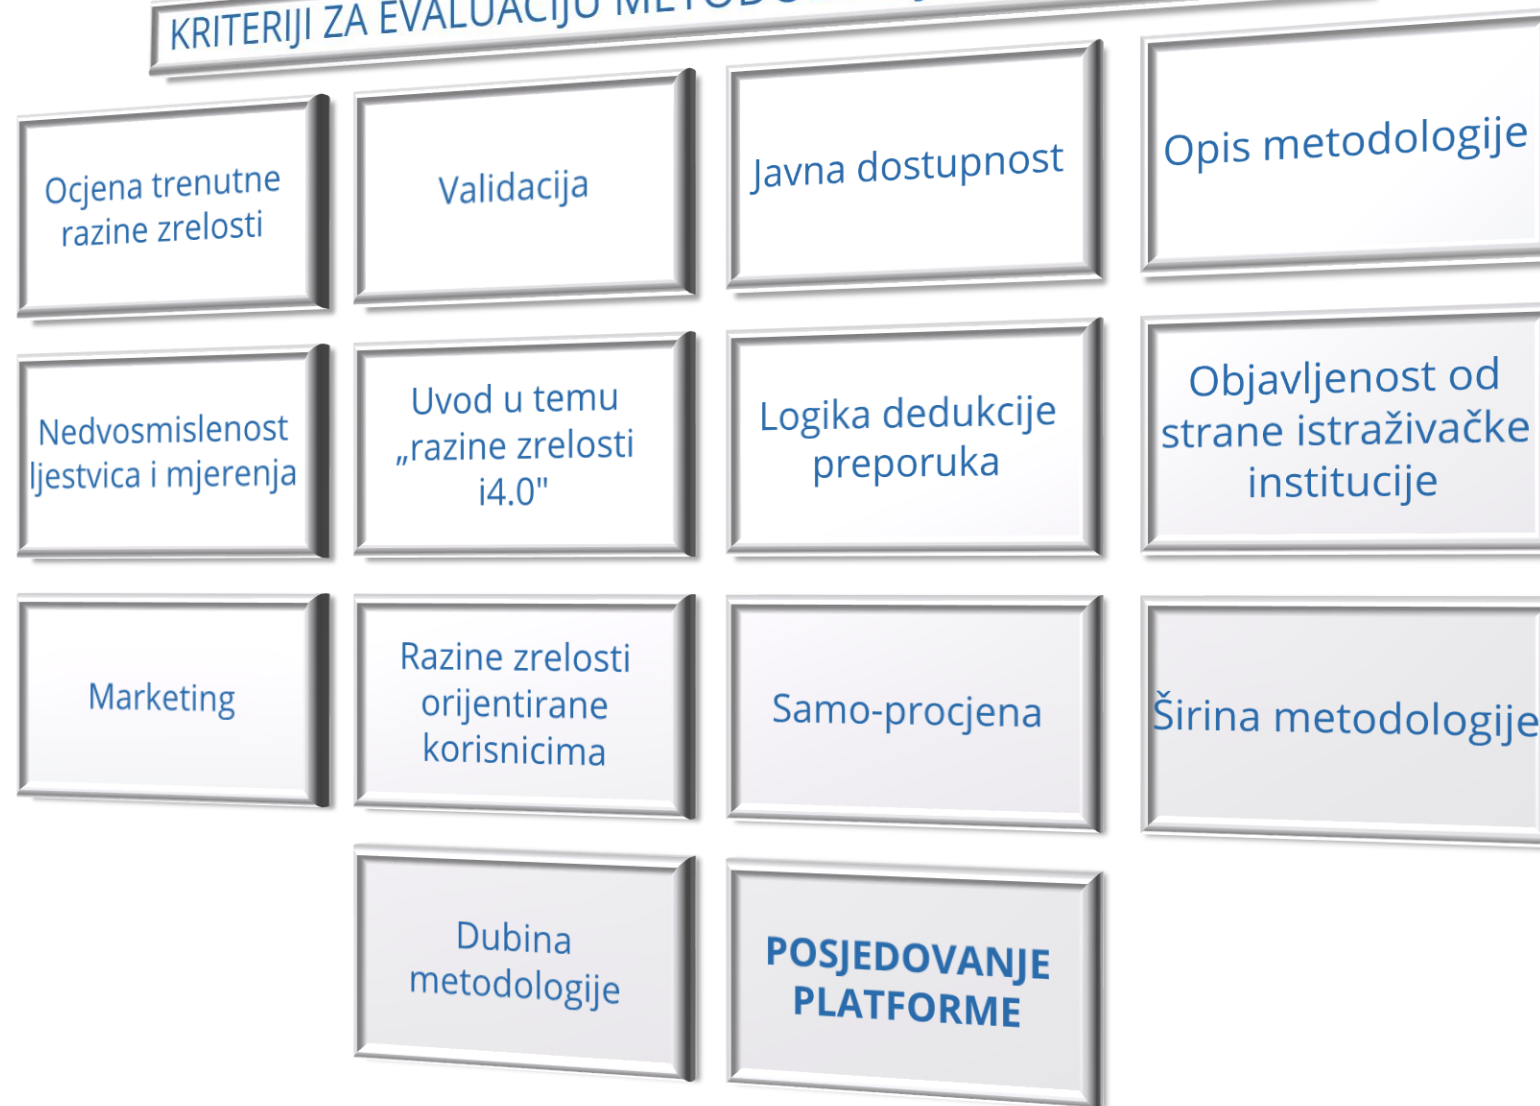 KRITERIJI ZA EVALUACIJU
Ocjena trenutne
razine zrelosti
Validacija
Javna dostupnost
Opis metodologije
Nedvosmislenost
ljestvica i mjerenja
Uvod u temu
„razine zrelosti
i4.0"
Logika dedukcije
preporuka
Objavljenost od
strane istraživačke
institucije
Marketing
Razine zrelosti
orijentirane
korisnicima
Samo-procjena
Širina metodologije
Dubina
metodologije
POSJEDOVANJE
PLATFORME